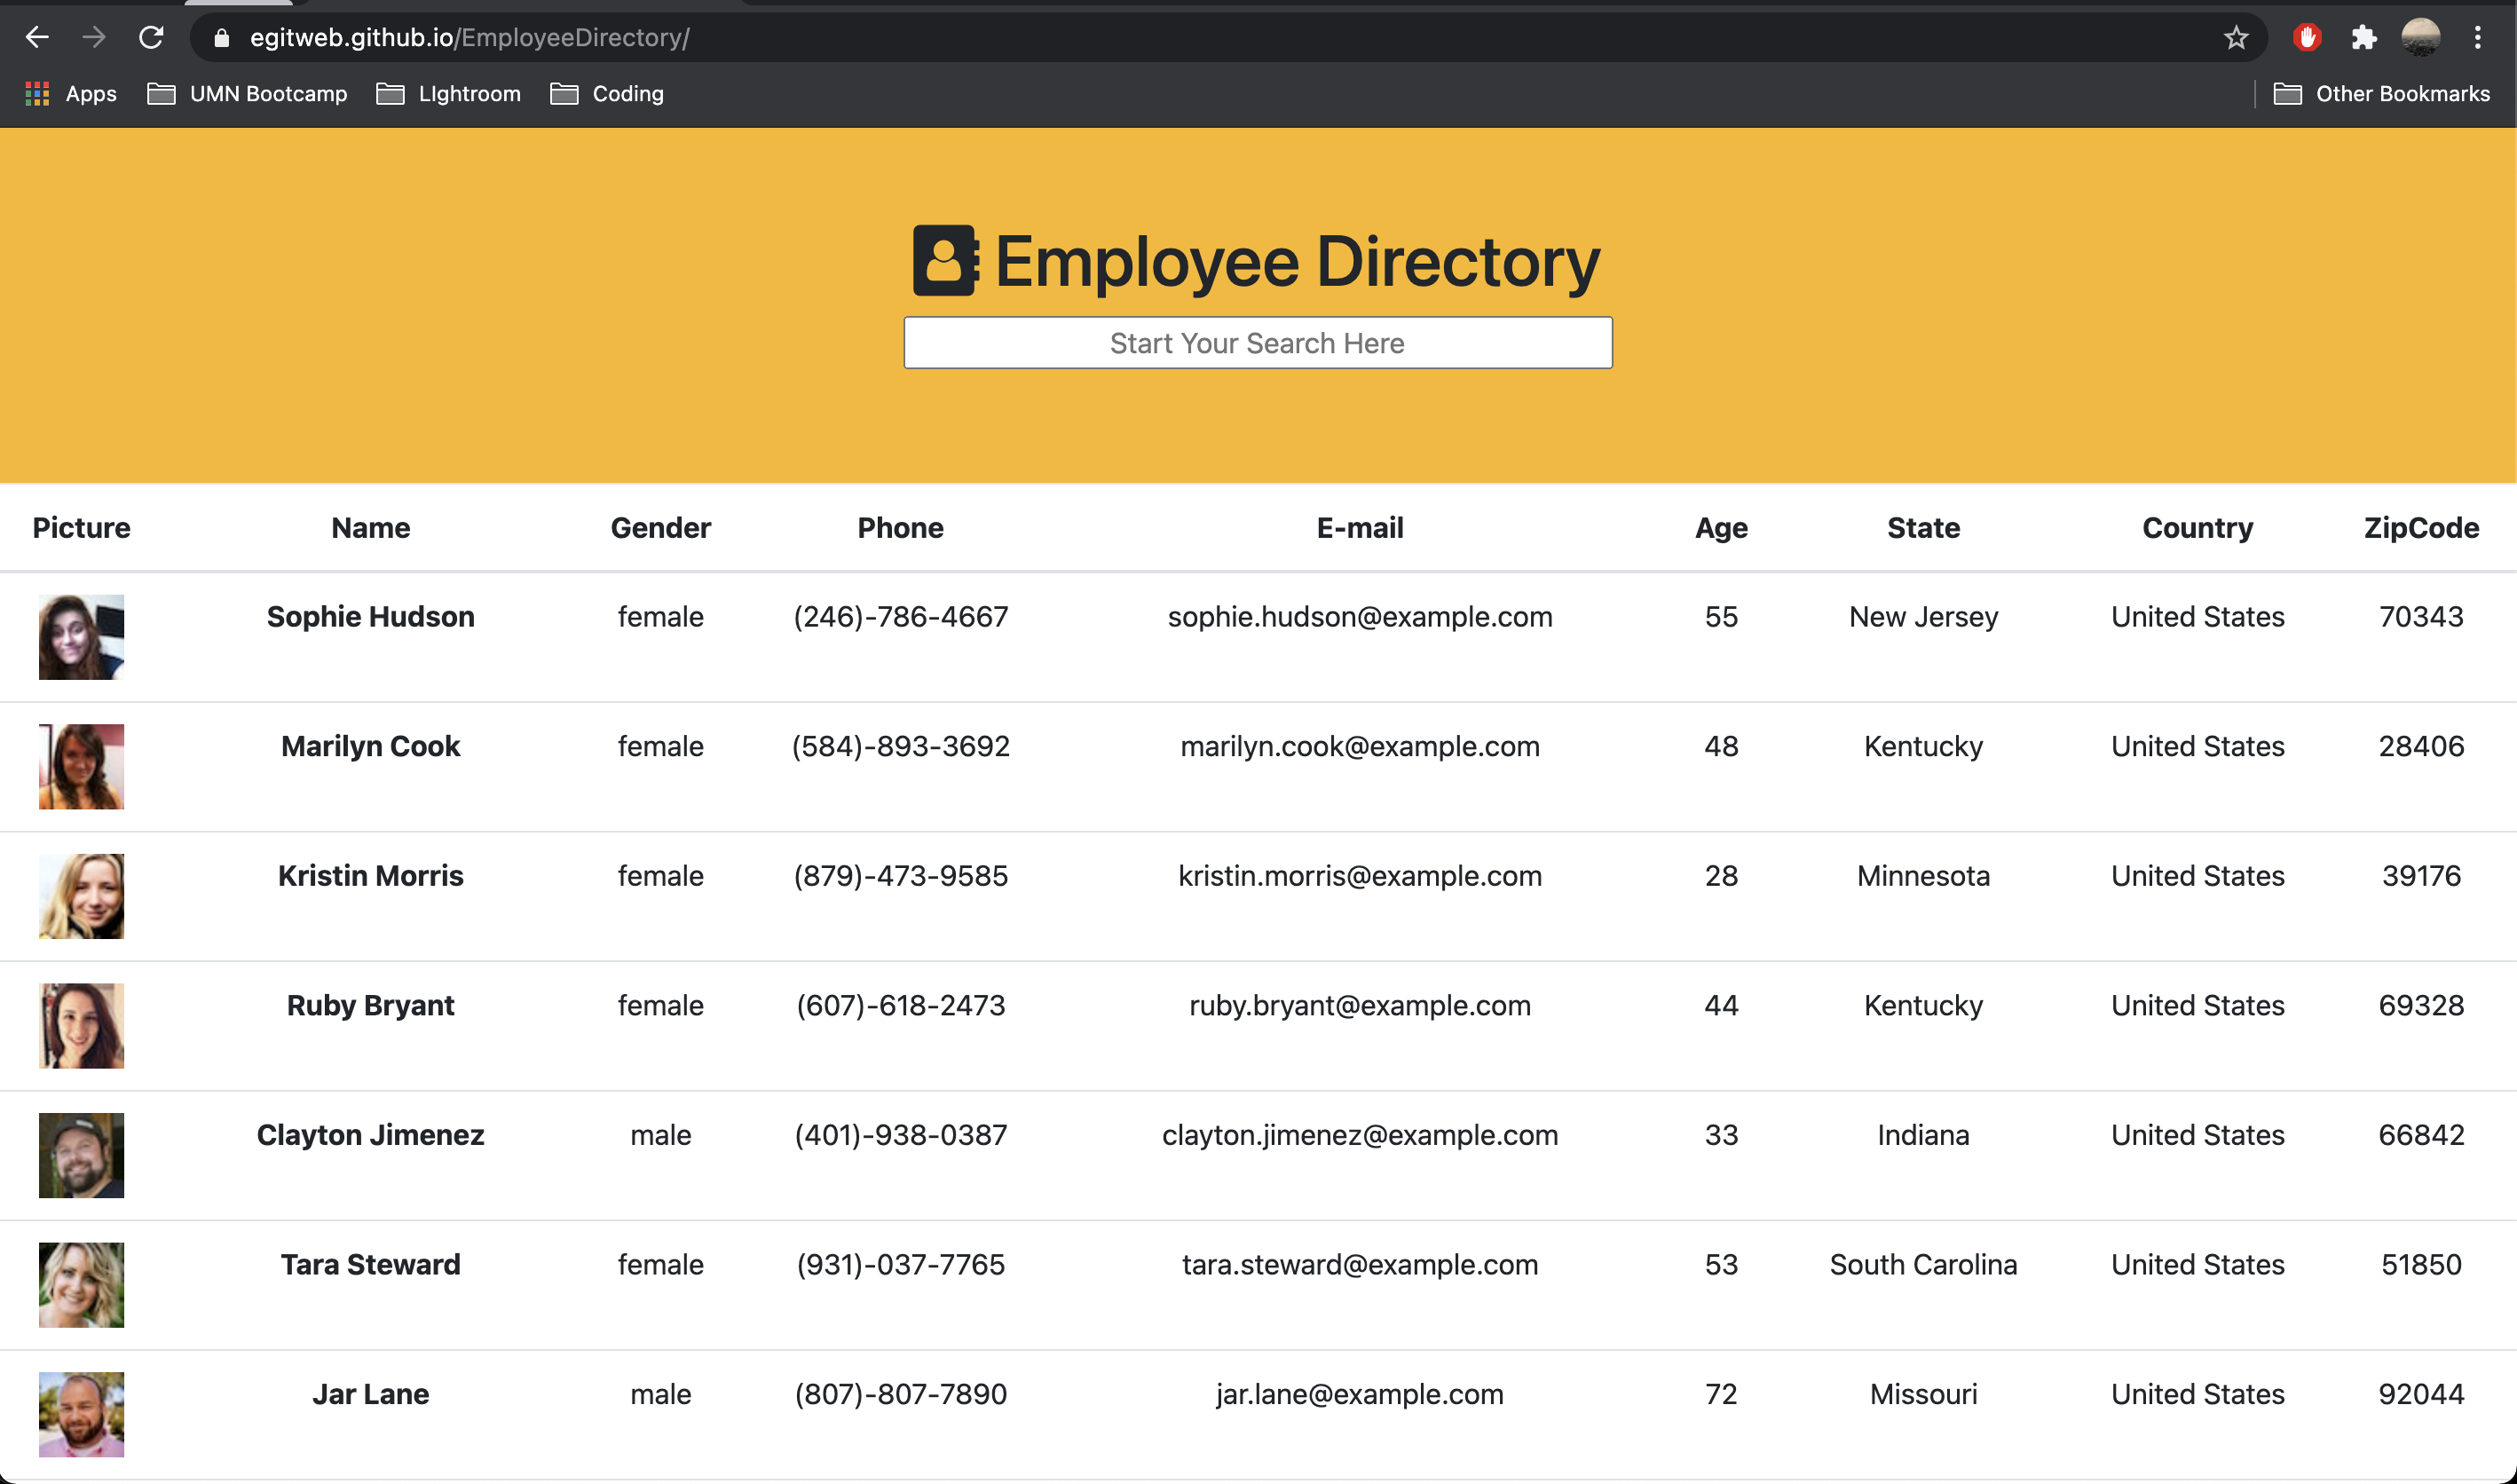 egitweb.github.io/EmployeeDirectory/
Apps UMN Bootcamp LIghtroom Coding Other Bookmarks
Employee Directory
Start Your Search Here
Picture Name Gender Phone E-mail Age State Country ZipCode
Sophie Hudson female (246)-786-4667 sophie.hudson@example.com 55 New Jersey United States 70343
Marilyn Cook female (584)-893-3692 marilyn.cook@example.com 48 Kentucky United States 28406
Kristin Morris female (879)-473-9585 kristin.morris@example.com 28 Minnesota United States 39176
Ruby Bryant female (607)-618-2473 ruby.bryant@example.com 44 Kentucky United States 69328
Clayton Jimenez male (401)-938-0387 clayton.jimenez@example.com 33 Indiana United States 66842
Tara Steward female (931)-037-7765 tara.steward@example.com 53 South Carolina United States 51850
Jar Lane male (807)-807-7890 jar.lane@example.com 72 Missouri United States 92044